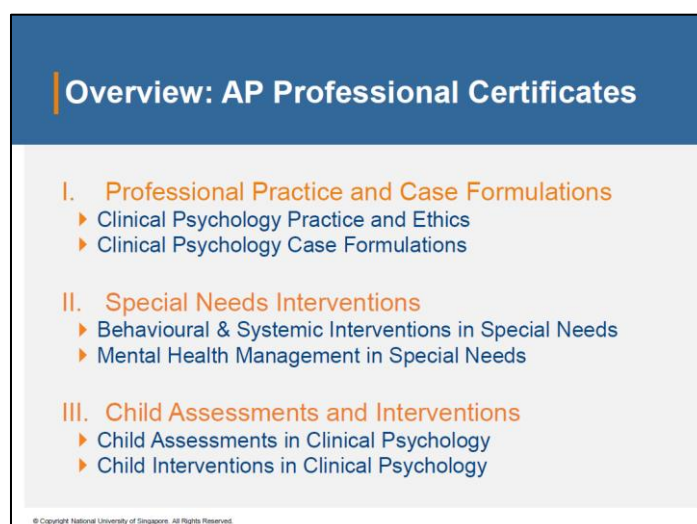 Overview: AP Professional Certificates
I. Professional Practice and Case Formulations
Clinical Psychology Practice and Ethics
Clinical Psychology Case Formulations
II. Special Needs Interventions
Behavioural & Systemic Interventions in Special Needs
Mental Health Management in Special Needs
III. Child Assessments and Interventions
Child Assessments in Clinical Psychology
Child Interventions in Clinical Psychology
© Copyright National University of Singapore. All Rights Reserved.